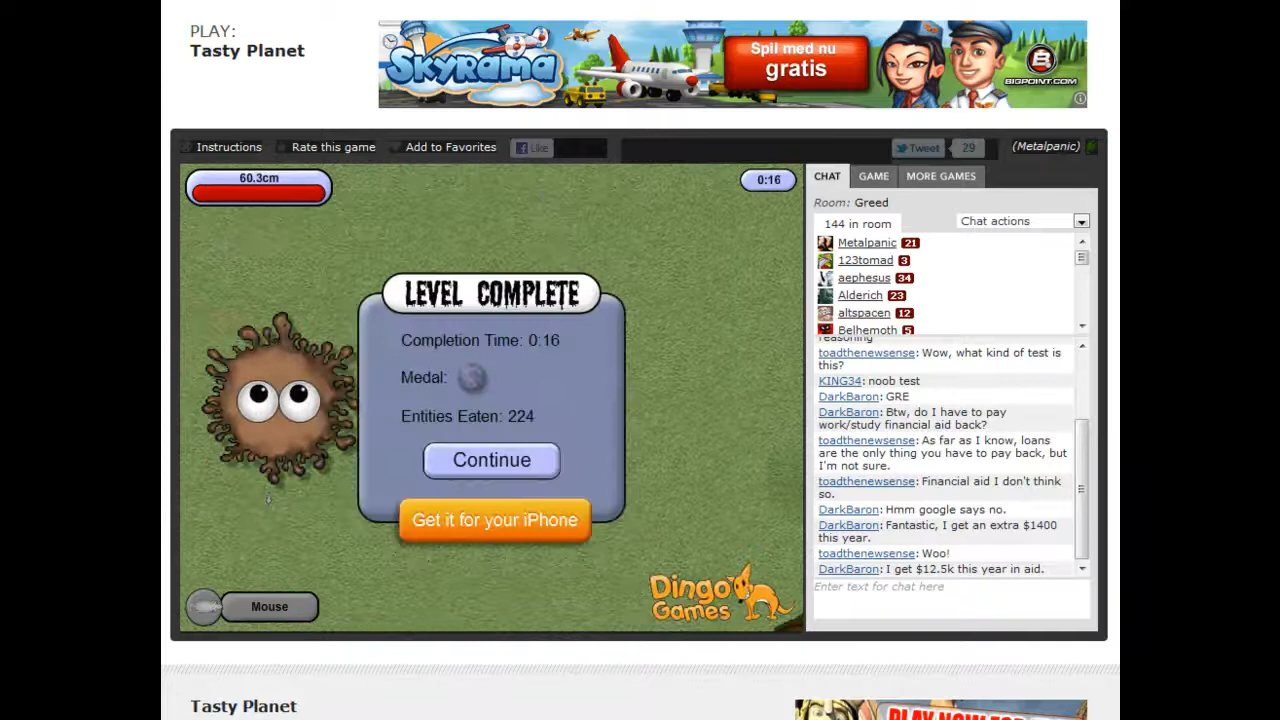 PLAY:
Tasty Planet
SKYRAMA
Spil med nu
gratis
B
BIGPOINT.COM
Instructions
Rate this game
Add to Favorites
Like
Tweet
29
(Metalpanic)
60.3cm
0:16
LEVEL COMPLETE
Completion Time: 0:16
Medal:
Entities Eaten: 224
Continue
Get it for your iPhone
Dingo
Games
Mouse
CHAT
GAME
MORE GAMES
Room: Greed
144 in room
Chat actions
Metalpanic 21
123tomad 3
aephesus 34
Alderich 23
altspacen 12
Belhemoth 5
reasoning
toadthenewsense: Wow, what kind of test is
this?
KING34: noob test
DarkBaron: GRE
DarkBaron: Btw, do I have to pay
work/study financial aid back?
toadthenewsense: As far as I know, loans
are the only thing you have to pay back, but
I'm not sure.
toadthenewsense: Financial aid I don't think
so.
DarkBaron: Hmm google says no.
DarkBaron: Fantastic, I get an extra $1400
this year.
toadthenewsense: Woo!
DarkBaron: I get $12.5k this year in aid.
Enter text for chat here
Tasty Planet
PLAY NOW FOR